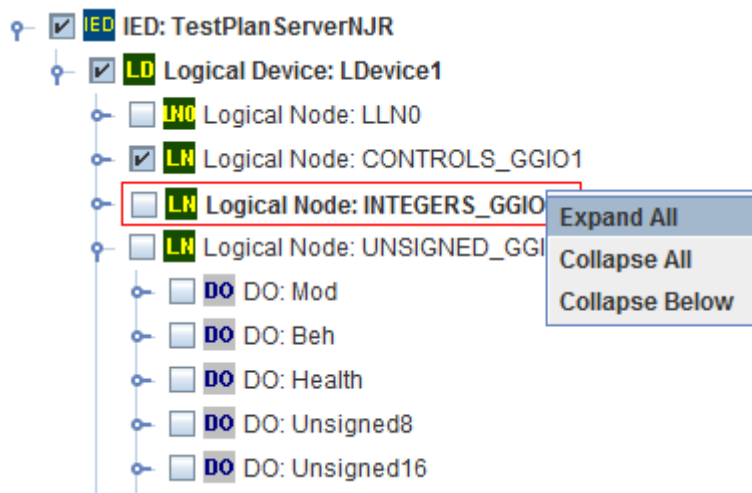 IED IED: TestPlanServerNJR
LD Logical Device: LDevice1
LN0 Logical Node: LLN0
LN Logical Node: CONTROLS_GGIO1
LN Logical Node: INTEGERS_GGIO
Expand All
LN Logical Node: UNSIGNED_GGI
Collapse All
DO DO: Mod
Collapse Below
DO DO: Beh
DO DO: Health
DO DO: Unsigned8
DO DO: Unsigned16